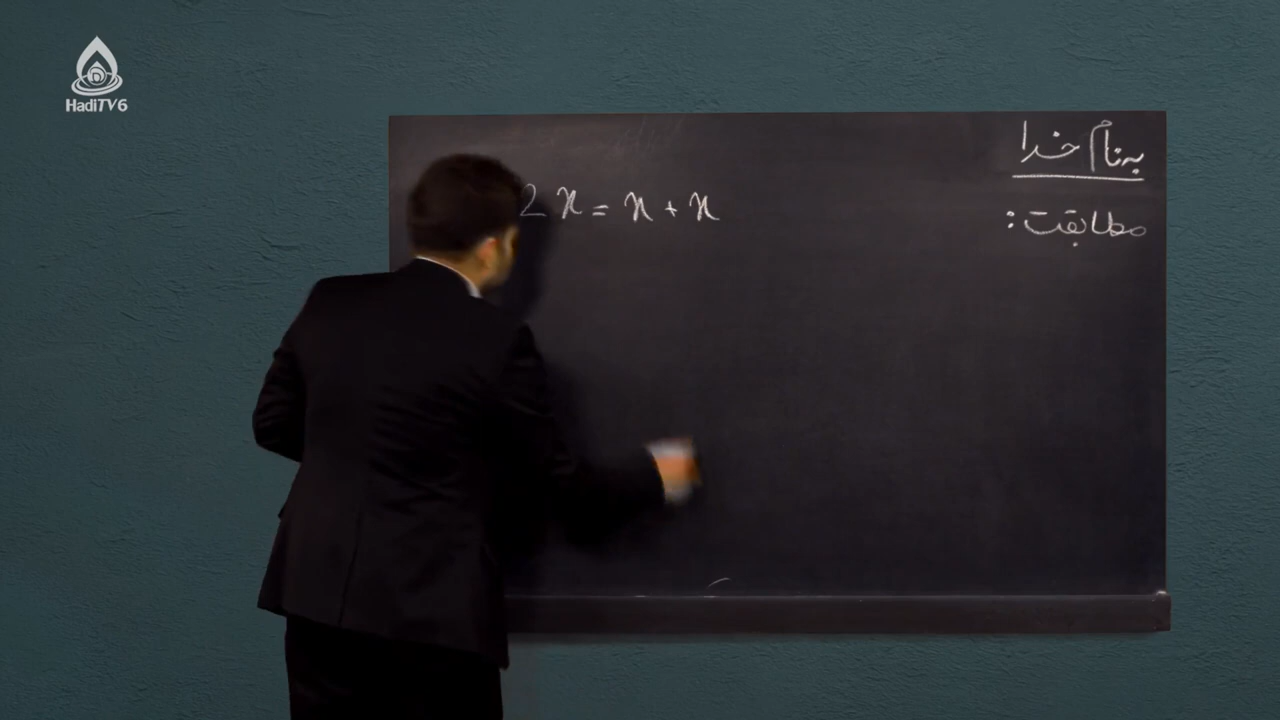 HadiTV6
به نام خدا
مطابقت:
2x = x + x